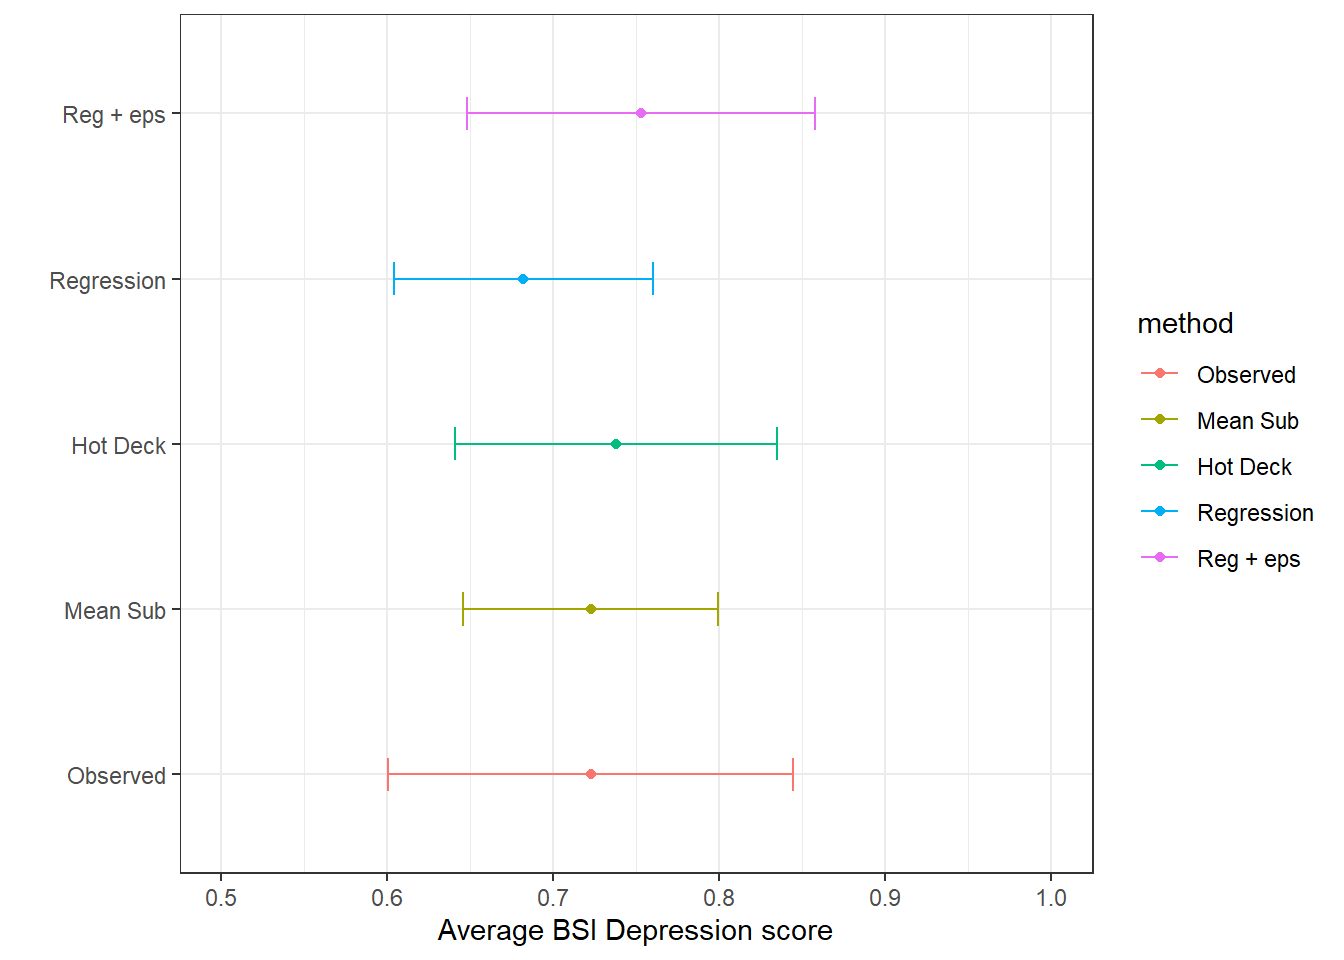 Reg + eps
Regression
Hot Deck
Mean Sub
Observed
0.5 0.6 0.7 0.8 0.9 1.0
Average BSI Depression score
method
Observed
Mean Sub
Hot Deck
Regression
Reg + eps